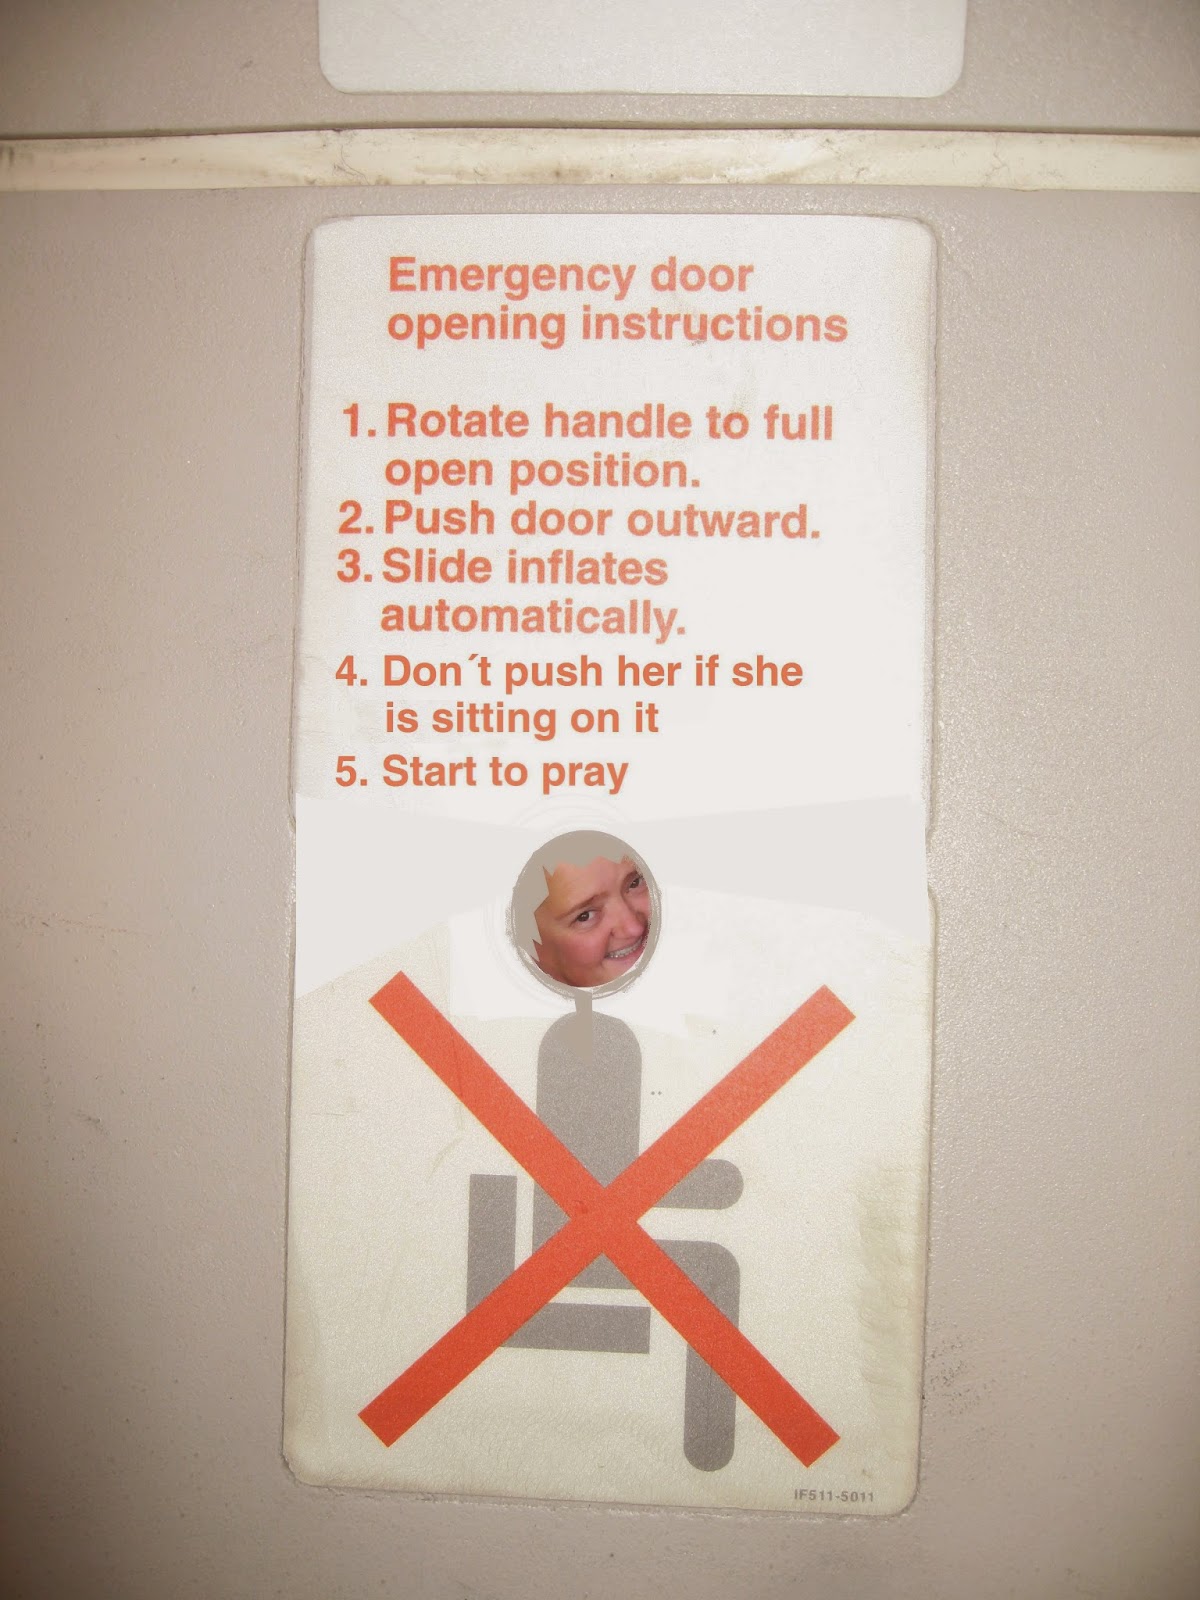 Emergency door
opening instructions
1. Rotate handle to full
open position.
2. Push door outward.
3. Slide inflates
automatically.
4. Don´t push her if she
is sitting on it
5. Start to pray
IF511-5011